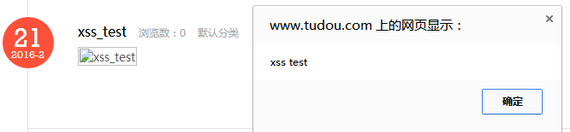 21
2016-2
xss_test 浏览数：0 默认分类
xss_test
www.tudou.com 上的网页显示：
xss test
确定